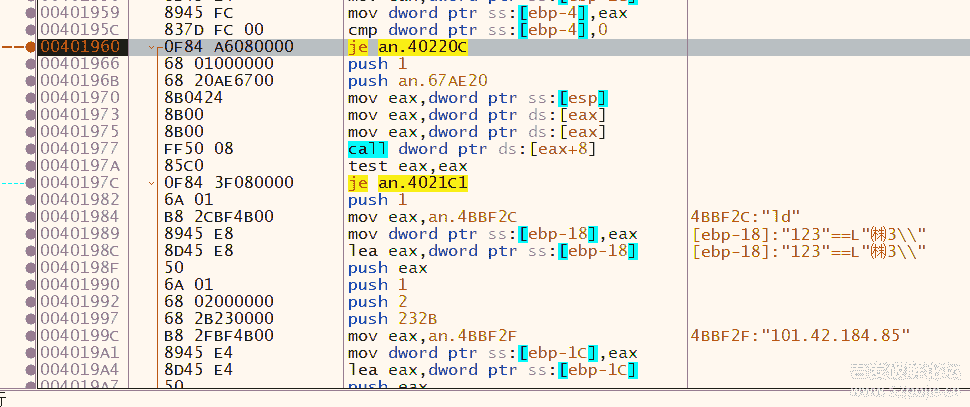 00401959 8945 FC mov dword ptr ss:[ebp-4],eax
0040195C 837D FC 00 cmp dword ptr ss:[ebp-4],0
00401960 0F84 A6080000 je an.40220C
00401966 68 01000000 push 1
0040196B 68 20AE6700 push an.67AE20
00401970 8B0424 mov eax,dword ptr ss:[esp]
00401973 8B00 mov eax,dword ptr ds:[eax]
00401975 8B00 mov eax,dword ptr ds:[eax]
00401977 FF50 08 call dword ptr ds:[eax+8]
0040197A 85C0 test eax,eax
0040197C 0F84 3F080000 je an.4021C1
00401982 6A 01 push 1
00401984 B8 2CBF4B00 mov eax,an.4BBF2C 4BBF2C:"ld"
00401989 8945 E8 mov dword ptr ss:[ebp-18],eax [ebp-18]:"123"==L"㈱3\\"
0040198C 8D45 E8 lea eax,dword ptr ss:[ebp-18] [ebp-18]:"123"==L"㈱3\\"
0040198F 50 push eax
00401990 6A 01 push 1
00401992 68 02000000 push 2
00401997 68 2B230000 push 232B
0040199C B8 2FBF4B00 mov eax,an.4BBF2F 4BBF2F:"101.42.184.85"
004019A1 8945 E4 mov dword ptr ss:[ebp-1C],eax
004019A4 8D45 E4 lea eax,dword ptr ss:[ebp-1C]
004019A7 50 push eax